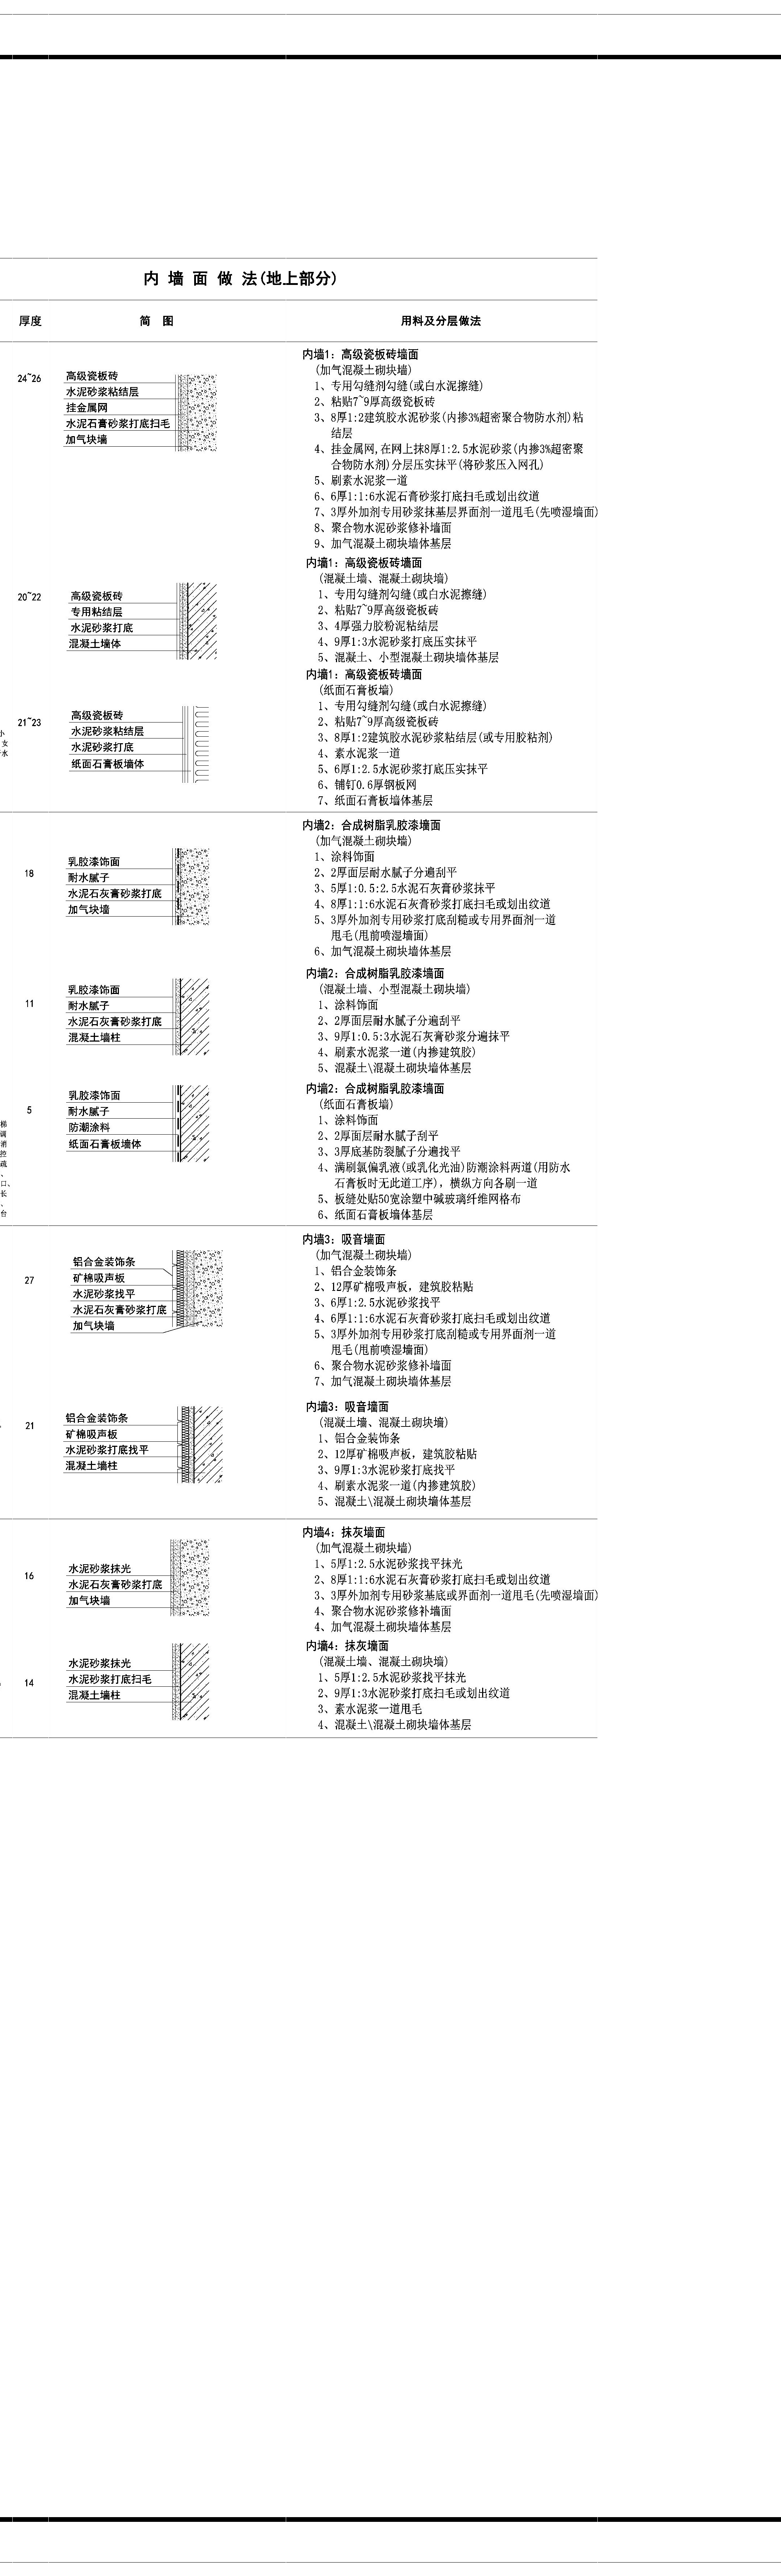 内 墙 面 做 法(地上部分)
厚度
简 图
用料及分层做法
24~26
高级瓷板砖
水泥砂浆粘结层
挂金属网
水泥石膏砂浆打底扫毛
加气块墙
内墙1: 高级瓷板砖墙面
(加气混凝土砌块墙)
1、专用勾缝剂勾缝(或白水泥擦缝)
2、粘贴7~9厚高级瓷板砖
3、8厚1:2建筑胶水泥砂浆(内掺3%超密聚合物防水剂)粘
结层
4、挂金属网,在网上抹8厚1:2.5水泥砂浆(内掺3%超密聚
合物防水剂)分层压实抹平(将砂浆压入网孔)
5、刷素水泥浆一道
6、6厚1:1:6水泥石膏砂浆打底扫毛或划出纹道
7、3厚外加剂专用砂浆抹基层界面剂一道甩毛(先喷湿墙面)
8、聚合物水泥砂浆修补墙面
9、加气混凝土砌块墙体基层
20~22
高级瓷板砖
专用粘结层
水泥砂浆打底
混凝土墙体
内墙1: 高级瓷板砖墙面
(混凝土墙、混凝土砌块墙)
1、专用勾缝剂勾缝(或白水泥擦缝)
2、粘贴7~9厚高级瓷板砖
3、4厚强力胶粉泥粘结层
4、9厚1:3水泥砂浆打底压实抹平
5、混凝土、小型混凝土砌块墙体基层
21~23
高级瓷板砖
水泥砂浆粘结层
水泥砂浆打底
纸面石膏板墙体
内墙1: 高级瓷板砖墙面
(纸面石膏板墙)
1、专用勾缝剂勾缝(或白水泥擦缝)
2、粘贴7~9厚高级瓷板砖
3、8厚1:2建筑胶水泥砂浆粘结层(或专用胶粘剂)
4、素水泥浆一道
5、6厚1:2.5水泥砂浆打底压实抹平
6、铺钉0.6厚钢板网
7、纸面石膏板墙体基层
小
女
水
18
乳胶漆饰面
耐水腻子
水泥石灰膏砂浆打底
加气块墙
内墙2: 合成树脂乳胶漆墙面
(加气混凝土砌块墙)
1、涂料饰面
2、2厚面层耐水腻子分遍刮平
3、5厚1:0.5:2.5水泥石灰膏砂浆抹平
4、8厚1:1:6水泥石灰膏砂浆打底扫毛或划出纹道
5、3厚外加剂专用砂浆打底刮糙或专用界面剂一道
甩毛(甩前喷湿墙面)
6、加气混凝土砌块墙体基层
11
乳胶漆饰面
耐水腻子
水泥石灰膏砂浆打底
混凝土墙柱
内墙2: 合成树脂乳胶漆墙面
(混凝土墙、小型混凝土砌块墙)
1、涂料饰面
2、2厚面层耐水腻子分遍刮平
3、9厚1:0.5:3水泥石灰膏砂浆分遍抹平
4、刷素水泥浆一道(内掺建筑胶)
5、混凝土\混凝土砌块墙体基层
5
乳胶漆饰面
耐水腻子
防潮涂料
纸面石膏板墙体
内墙2: 合成树脂乳胶漆墙面
(纸面石膏板墙)
1、涂料饰面
2、2厚面层耐水腻子刮平
3、3厚底基防裂腻子分遍找平
4、满刷氯偏乳液(或乳化光油)防潮涂料两道(用防水
石膏板时无此道工序), 横纵方向各刷一道
5、板缝处贴50宽涂塑中碱玻璃纤维网格布
6、纸面石膏板墙体基层
梯
调
消
控
疏
、
口、
长
、
台
27
铝合金装饰条
矿棉吸声板
水泥砂浆找平
水泥石灰膏砂浆打底
加气块墙
内墙3: 吸音墙面
(加气混凝土砌块墙)
1、铝合金装饰条
2、12厚矿棉吸声板, 建筑胶粘贴
3、6厚1:2.5水泥砂浆找平
4、6厚1:1:6水泥石灰膏砂浆打底扫毛或划出纹道
5、3厚外加剂专用砂浆打底刮糙或专用界面剂一道
甩毛(甩前喷湿墙面)
6、聚合物水泥砂浆修补墙面
7、加气混凝土砌块墙体基层
21
铝合金装饰条
矿棉吸声板
水泥砂浆打底找平
混凝土墙柱
内墙3: 吸音墙面
(混凝土墙、混凝土砌块墙)
1、铝合金装饰条
2、12厚矿棉吸声板, 建筑胶粘贴
3、9厚1:3水泥砂浆打底找平
4、刷素水泥浆一道(内掺建筑胶)
5、混凝土\混凝土砌块墙体基层
16
水泥砂浆抹光
水泥石灰膏砂浆打底
加气块墙
内墙4: 抹灰墙面
(加气混凝土砌块墙)
1、5厚1:2.5水泥砂浆找平抹光
2、8厚1:1:6水泥石灰膏砂浆打底扫毛或划出纹道
3、3厚外加剂专用砂浆基底或界面剂一道甩毛(先喷湿墙面)
4、聚合物水泥砂浆修补墙面
4、加气混凝土砌块墙体基层
14
水泥砂浆抹光
水泥砂浆打底扫毛
混凝土墙柱
内墙4: 抹灰墙面
(混凝土墙、混凝土砌块墙)
1、5厚1:2.5水泥砂浆找平抹光
2、9厚1:3水泥砂浆打底扫毛或划出纹道
3、素水泥浆一道甩毛
4、混凝土\混凝土砌块墙体基层